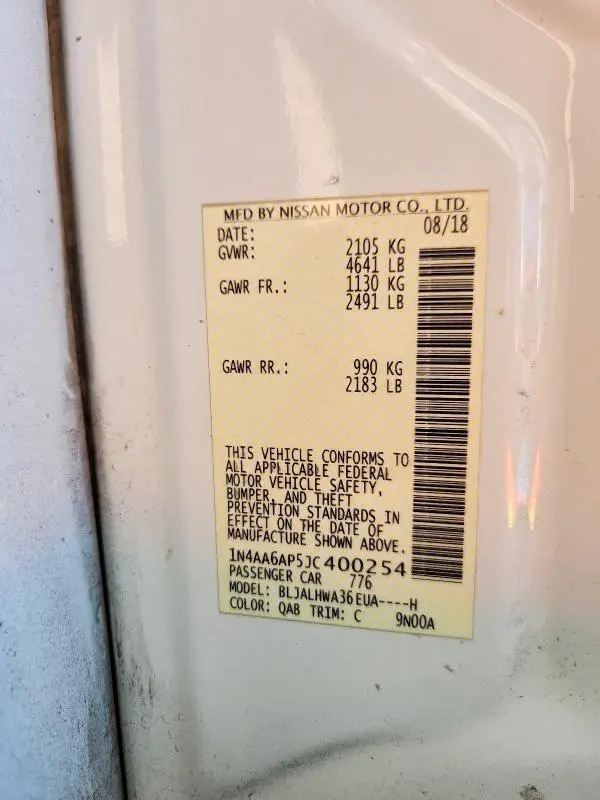 MFD BY NISSAN MOTOR CO., LTD.
DATE: 08/18
GVWR: 2105 KG
4641 LB
GAWR FR.: 1130 KG
2491 LB
GAWR RR.: 990 KG
2183 LB
THIS VEHICLE CONFORMS TO
ALL APPLICABLE FEDERAL
MOTOR VEHICLE SAFETY,
BUMPER, AND THEFT
PREVENTION STANDARDS IN
EFFECT ON THE DATE OF
MANUFACTURE SHOWN ABOVE.
1N4AA6AP5JC400254
PASSENGER CAR 776
MODEL: BLJALHWA36EUA----H
COLOR: QAB TRIM: C 9N00A